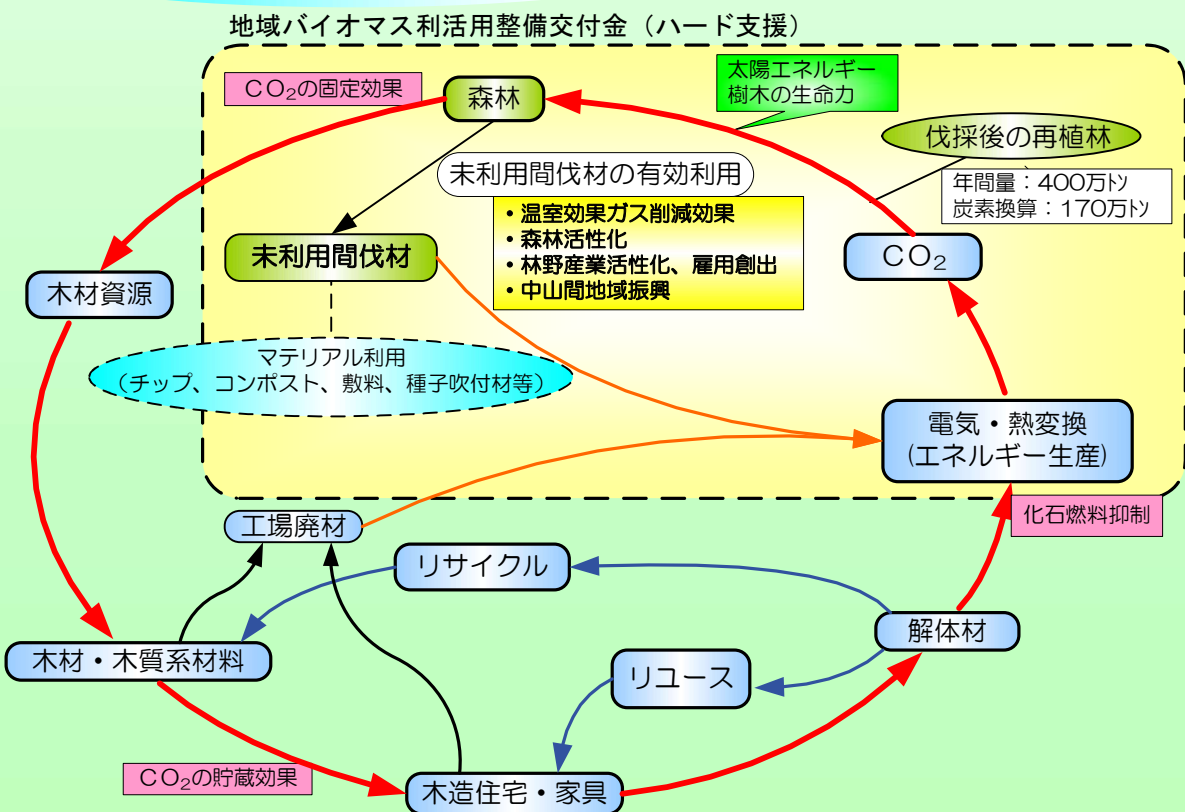 地域バイオマス利活用整備交付金（ハード支援）
CO₂の固定効果
森林
太陽エネルギー
樹木の生命力
伐採後の再植林
年間量：400万㌧
炭素換算：170万㌧
未利用間伐材の有効利用
・温室効果ガス削減効果
・森林活性化
・林野産業活性化、雇用創出
・中山間地域振興
未利用間伐材
CO₂
木材資源
マテリアル利用
（チップ、コンポスト、敷料、種子吹付材等）
電気・熱変換
(エネルギー生産)
化石燃料抑制
工場廃材
リサイクル
解体材
木材・木質系材料
リユース
CO₂の貯蔵効果
木造住宅・家具